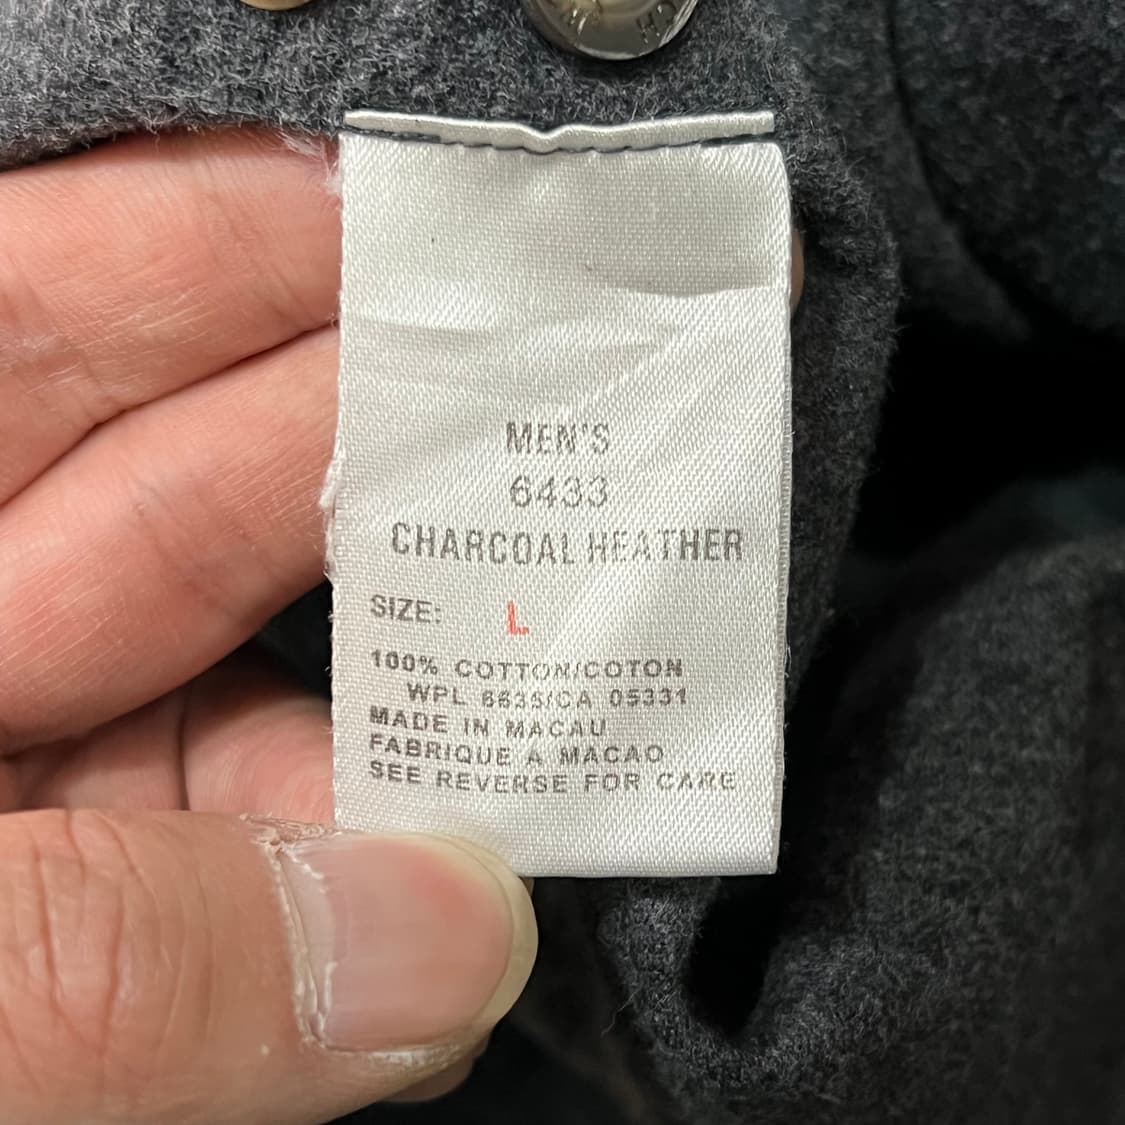 MEN'S
6433
CHARCOAL HEATHER
SIZE: L
100% COTTON/COTON
WPL 6635/CA 05331
MADE IN MACAU
FABRIQUE A MACAO
SEE REVERSE FOR CARE